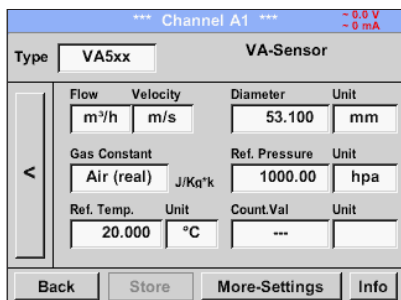 *** Channel A1 ***
~ 0.0 V
~ 0 mA
Type VA5xx VA-Sensor
Flow Velocity Diameter Unit
m³/h m/s 53.100 mm
Gas Constant Ref. Pressure Unit
< Air (real) J/Kg*k 1000.00 hpa
Ref. Temp. Unit Count.Val Unit
20.000 °C ---
Back Store More-Settings Info